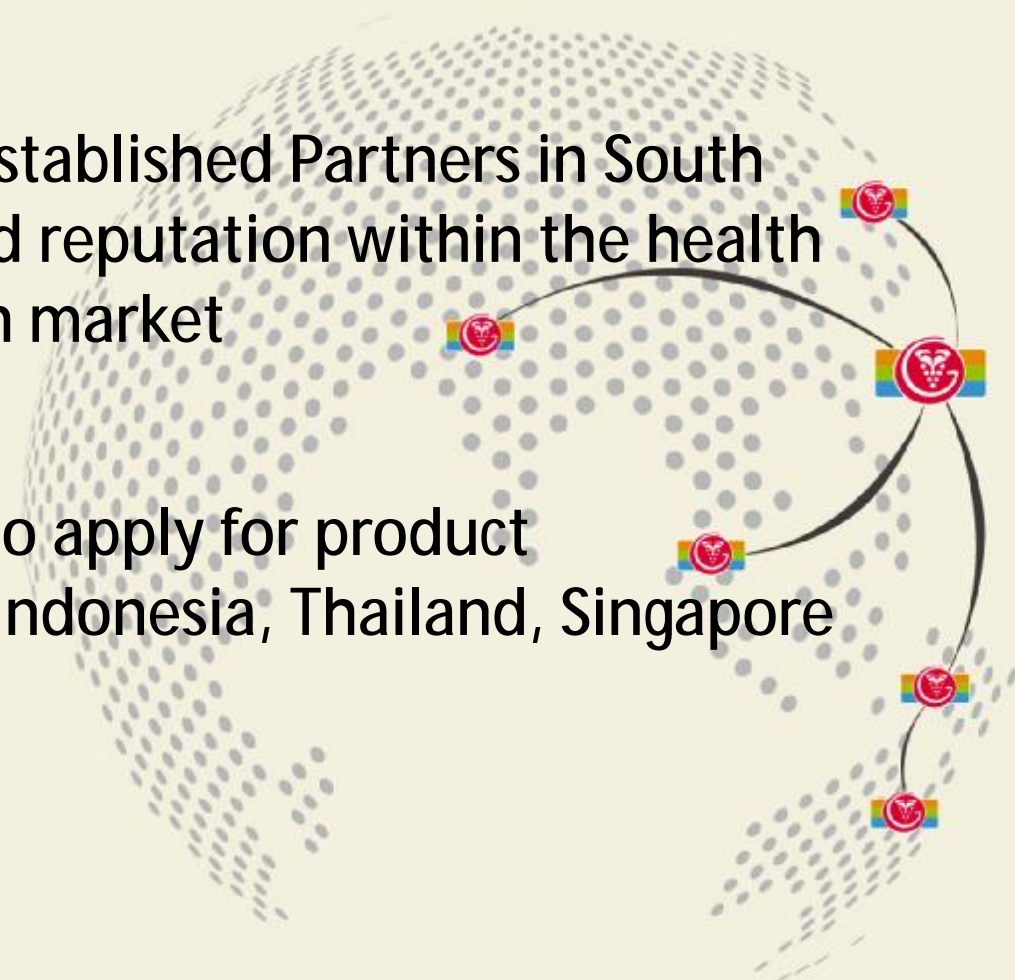 stablished Partners in South
d reputation within the health
n market
o apply for product
ndonesia, Thailand, Singapore